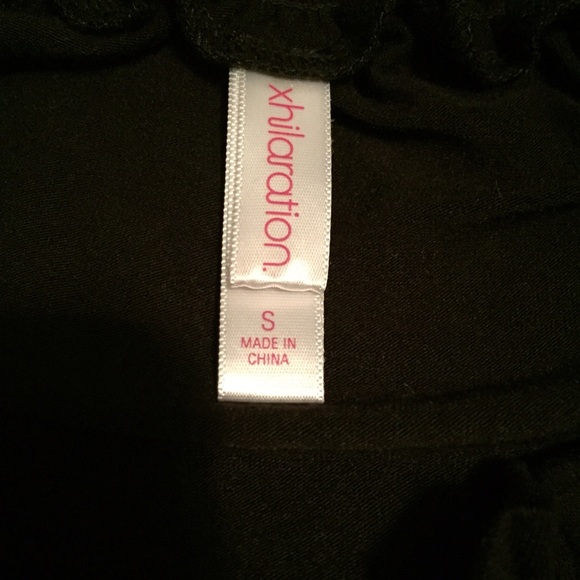 xhilaration.
S
MADE IN
CHINA